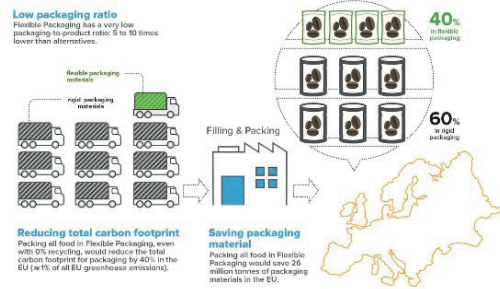 Low packaging ratio
Flexible Packaging has a very low
packaging-to-product ratio: 5 to 10 times
lower than alternatives.
flexible packaging
materials
rigid packaging
materials
Filling & Packing
40%
in flexible
packaging
60%
in rigid
packaging
Reducing total carbon footprint
Packing all food in Flexible Packaging, even
with 0% recycling, would reduce the total
carbon footprint for packaging by 40% in the
EU (≈1% of all EU greenhouse emissions).
Saving packaging
material
Packing all food in Flexible
Packaging would save 26
million tonnes of packaging
materials in the EU.